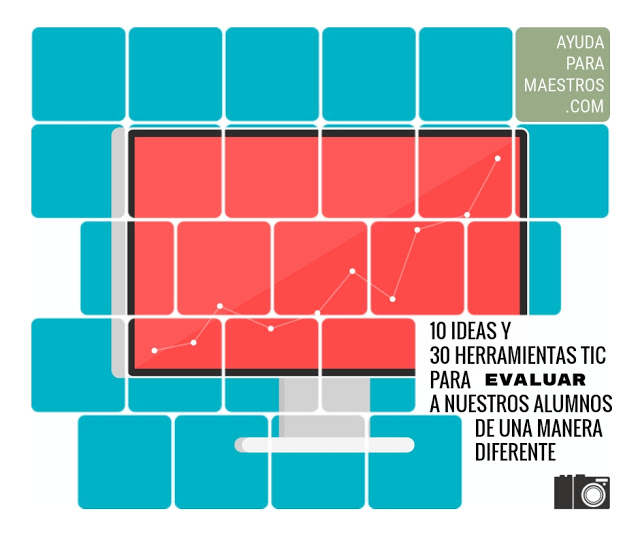 AYUDA
PARA
MAESTROS
.COM
10 IDEAS Y
30 HERRAMIENTAS TIC
PARA EVALUAR
A NUESTROS ALUMNOS
DE UNA MANERA
DIFERENTE